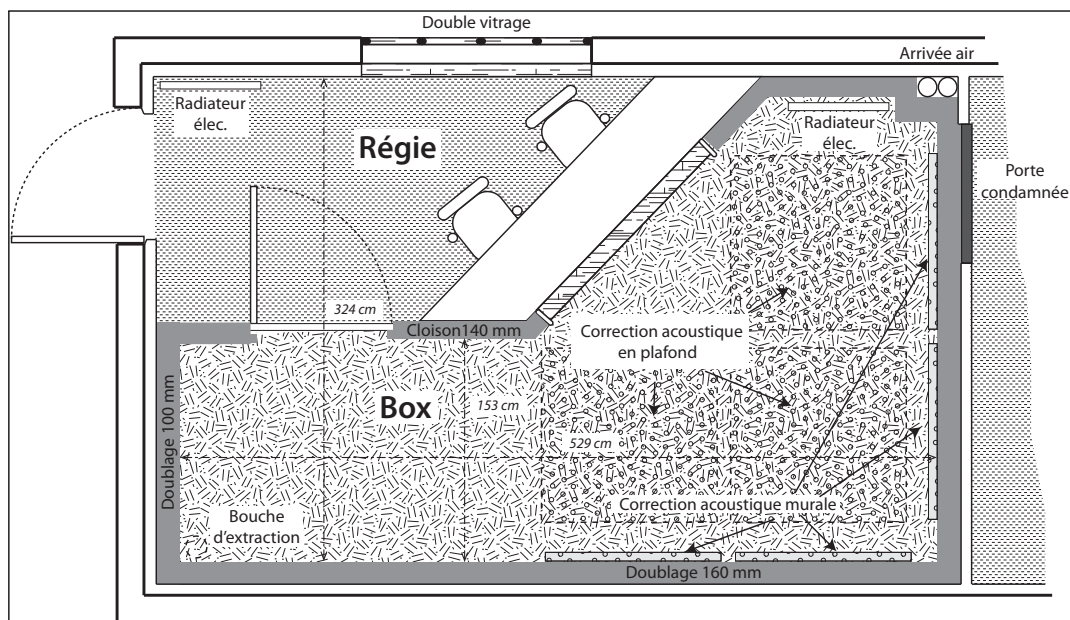 Double vitrage
Arrivée air
Radiateur
élec.
Régie
Radiateur
élec.
Porte
condamnée
324 cm
Cloison140 mm
Correction acoustique
en plafond
Box
153 cm
529 cm
Doublage 100 mm
Correction acoustique murale
Bouche
d'extraction
Doublage 160 mm